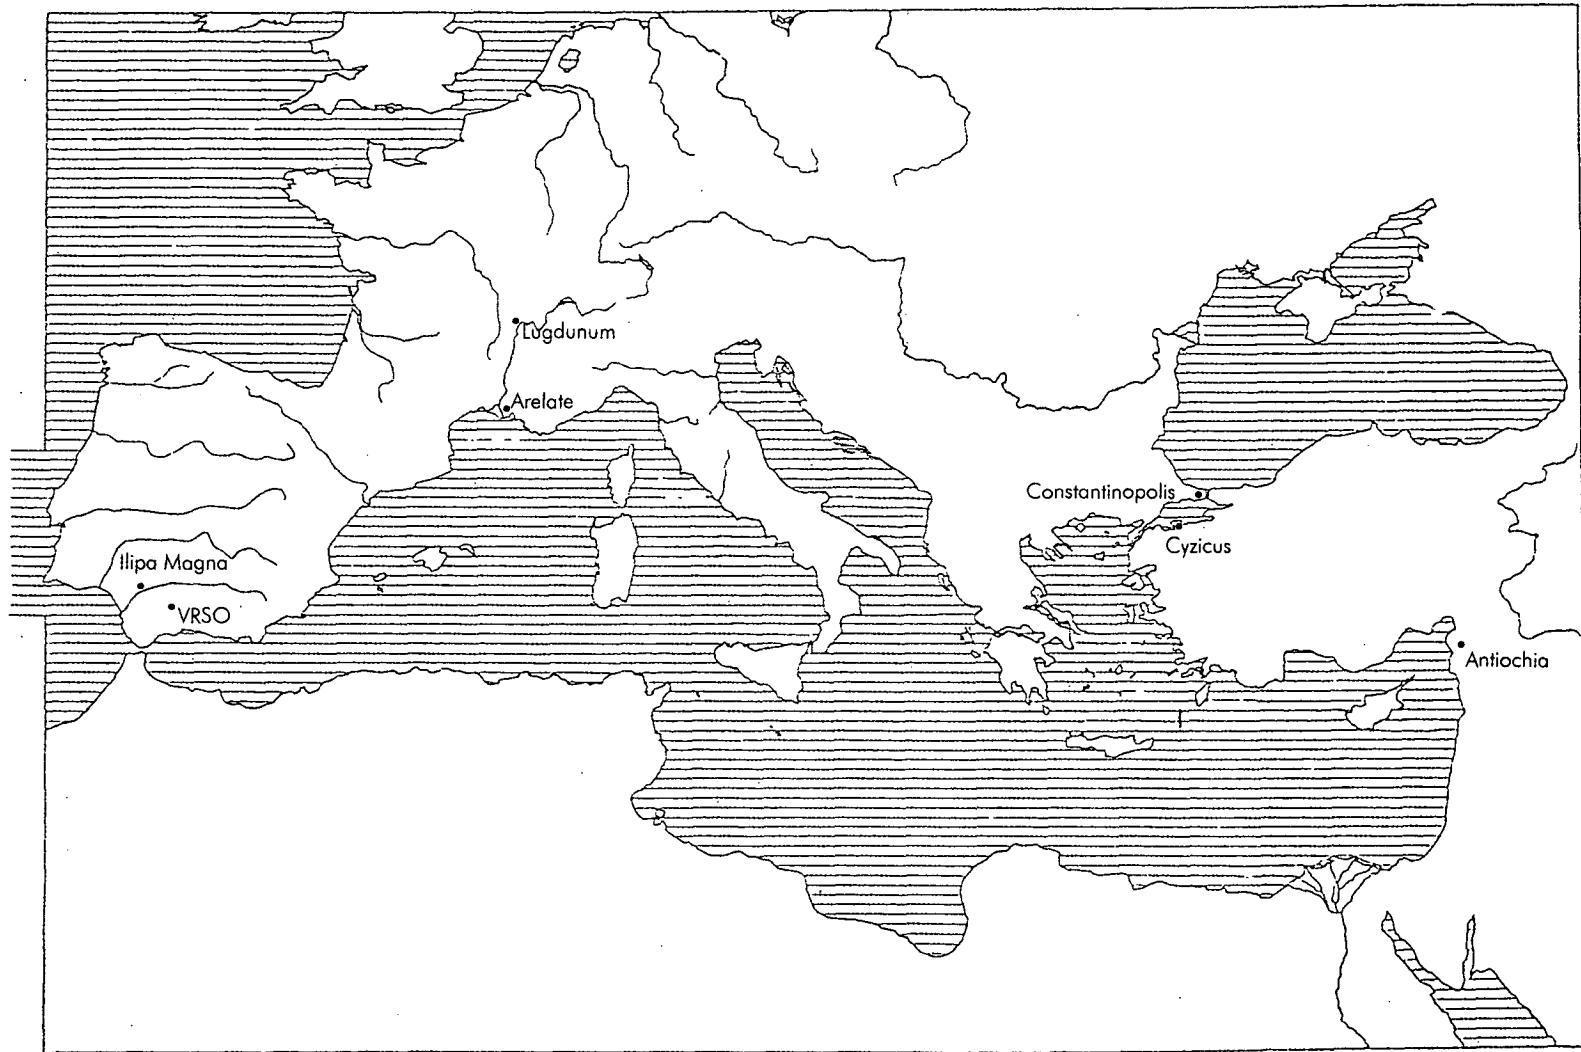 Lugdunum
Arelate
Constantinopolis
Cyzicus
Ilipa Magna
VRSO
Antiochia